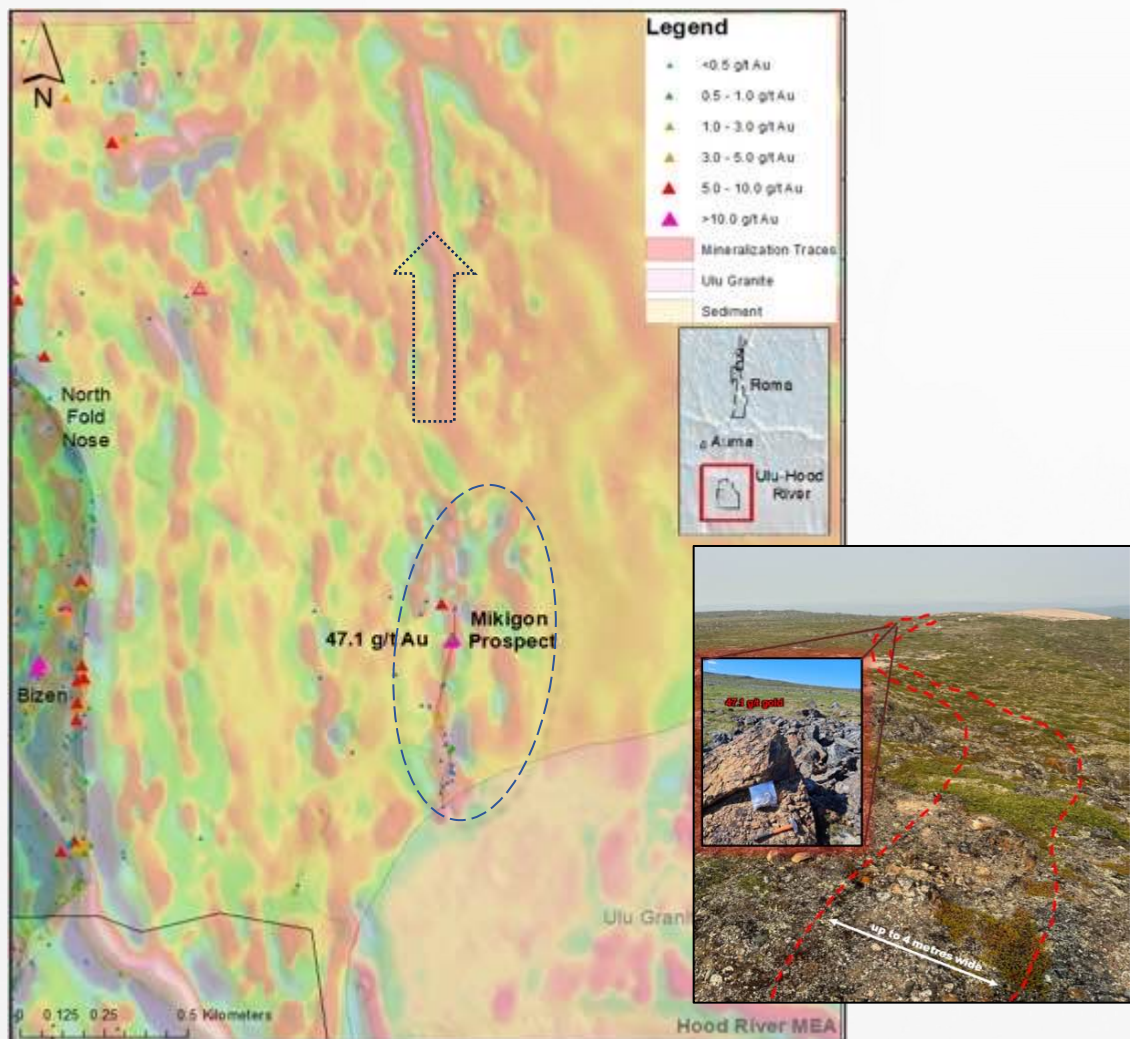 N
Legend
<0.5 g/t Au
0.5 - 1.0 g/t Au
1.0 - 3.0 g/t Au
3.0 - 5.0 g/t Au
5.0 - 10.0 g/t Au
>10.0 g/t Au
Mineralization Traces
Ulu Granite
Sediment
Roma
Auma
Ulu-Hood
River
North
Fold
Nose
Bizen
47.1 g/t Au
Mikigon
Prospect
Ulu Granit
0 0.125 0.25 0.5 Kilometers
Hood River MEA
47.1 g/t gold
up to 4 metres wide